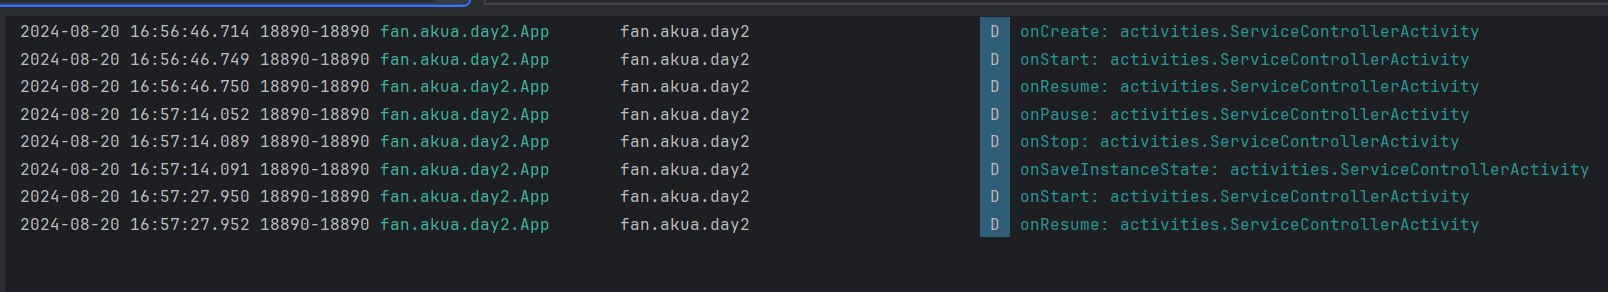 2024-08-20 16:56:46.714 18890-18890 fan.akua.day2.App fan.akua.day2 D onCreate: activities.ServiceControllerActivity
2024-08-20 16:56:46.749 18890-18890 fan.akua.day2.App fan.akua.day2 D onStart: activities.ServiceControllerActivity
2024-08-20 16:56:46.750 18890-18890 fan.akua.day2.App fan.akua.day2 D onResume: activities.ServiceControllerActivity
2024-08-20 16:57:14.052 18890-18890 fan.akua.day2.App fan.akua.day2 D onPause: activities.ServiceControllerActivity
2024-08-20 16:57:14.089 18890-18890 fan.akua.day2.App fan.akua.day2 D onStop: activities.ServiceControllerActivity
2024-08-20 16:57:14.091 18890-18890 fan.akua.day2.App fan.akua.day2 D onSaveInstanceState: activities.ServiceControllerActivity
2024-08-20 16:57:27.950 18890-18890 fan.akua.day2.App fan.akua.day2 D onStart: activities.ServiceControllerActivity
2024-08-20 16:57:27.952 18890-18890 fan.akua.day2.App fan.akua.day2 D onResume: activities.ServiceControllerActivity